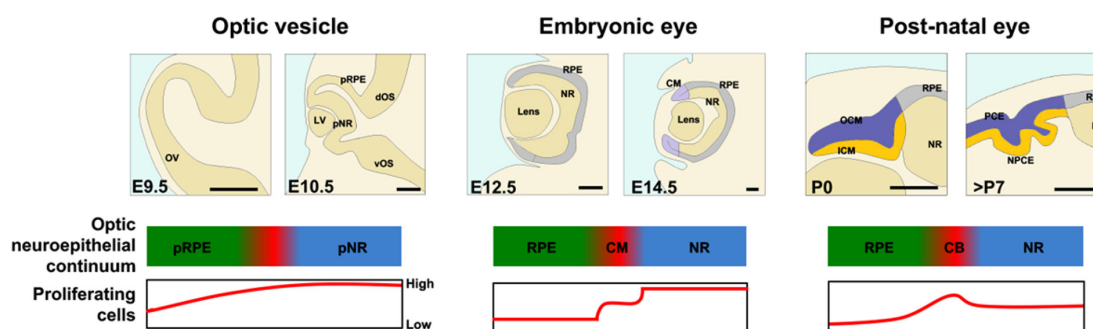 Optic vesicle
Embryonic eye
Post-natal eye
OV
E9.5
pRPE
dOS
LV
pNR
vOS
E10.5
RPE
NR
Lens
E12.5
CM
RPE
NR
Lens
E14.5
RPE
OCM
ICM
NR
P0
PCE
NPCE
>P7
Optic
neuroepithelial
continuum
pRPE
pNR
RPE
CM
NR
RPE
CB
NR
Proliferating
cells
High
Low